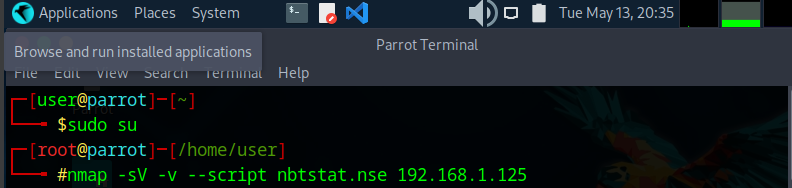 Applications Places System Tue May 13, 20:35
Parrot Terminal
Browse and run installed applications
File Edit View Search Terminal Help
┌─[user@parrot]─[~]
└──╼ $sudo su
┌─[root@parrot]─[/home/user]
└──╼ #nmap -sV -v --script nbtstat.nse 192.168.1.125